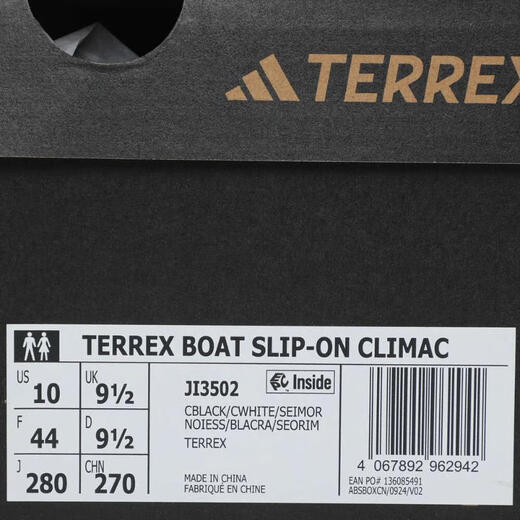 TERREX
TERREX BOAT SLIP-ON CLIMAC
US 10 UK 9½
F 44 D 9½
J 280 CHN 270
JI3502
Inside
CBLACK/CWHITE/SEIMOR
NOIESS/BLACRA/SEORIM
TERREX
MADE IN CHINA
FABRIQUÉ EN CHINE
4 067892 962942
EAN PO# 136085491
ABSBOXCN/0924/V02